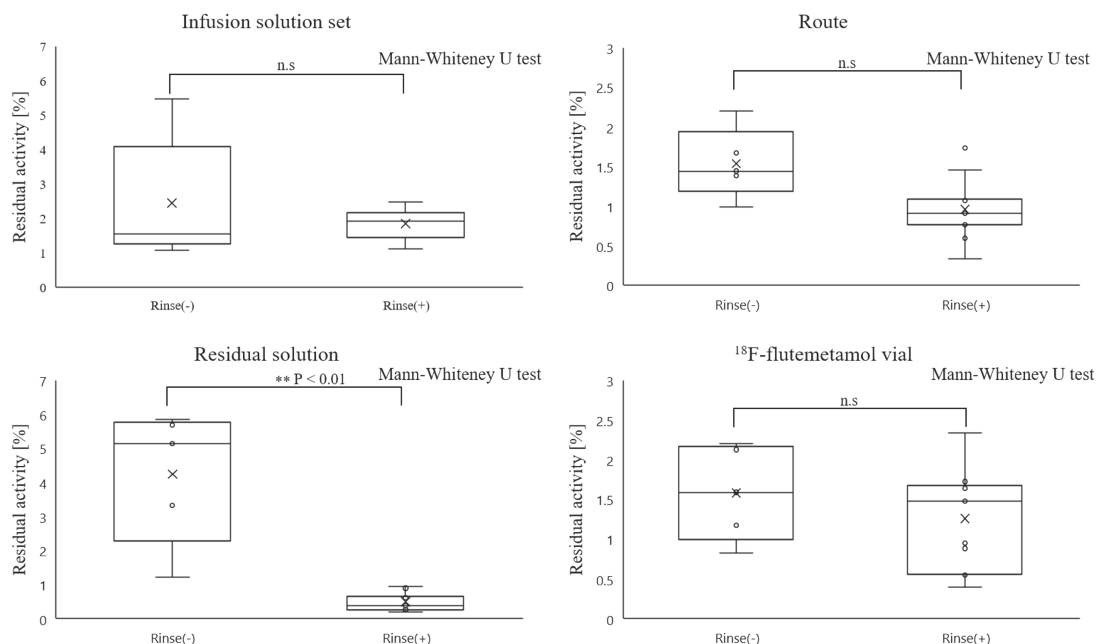 Infusion solution set
Mann-Whiteney U test
n.s
Residual activity [%]
7
6
5
4
3
2
1
0
Rinse(-)
Rinse(+)
Route
Mann-Whiteney U test
n.s
Residual activity [%]
3
2.5
2
1.5
1
0.5
0
Rinse(-)
Rinse(+)
Residual solution
Mann-Whiteney U test
** P < 0.01
Residual activity [%]
7
6
5
4
3
2
1
0
Rinse(-)
Rinse(+)
¹⁸F-flutemetamol vial
Mann-Whiteney U test
n.s
Residual activity [%]
3
2.5
2
1.5
1
0.5
0
Rinse(-)
Rinse(+)